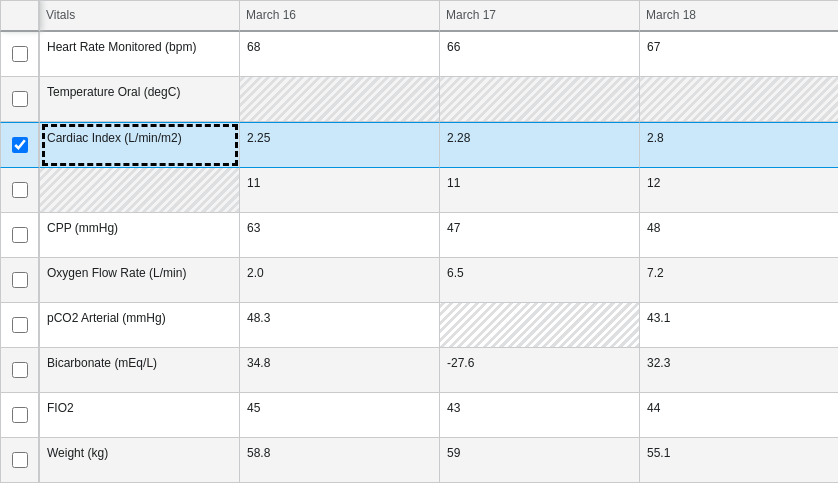 Vitals March 16 March 17 March 18
Heart Rate Monitored (bpm) 68 66 67
Temperature Oral (degC)
Cardiac Index (L/min/m2) 2.25 2.28 2.8
11 11 12
CPP (mmHg) 63 47 48
Oxygen Flow Rate (L/min) 2.0 6.5 7.2
pCO2 Arterial (mmHg) 48.3 43.1
Bicarbonate (mEq/L) 34.8 -27.6 32.3
FIO2 45 43 44
Weight (kg) 58.8 59 55.1